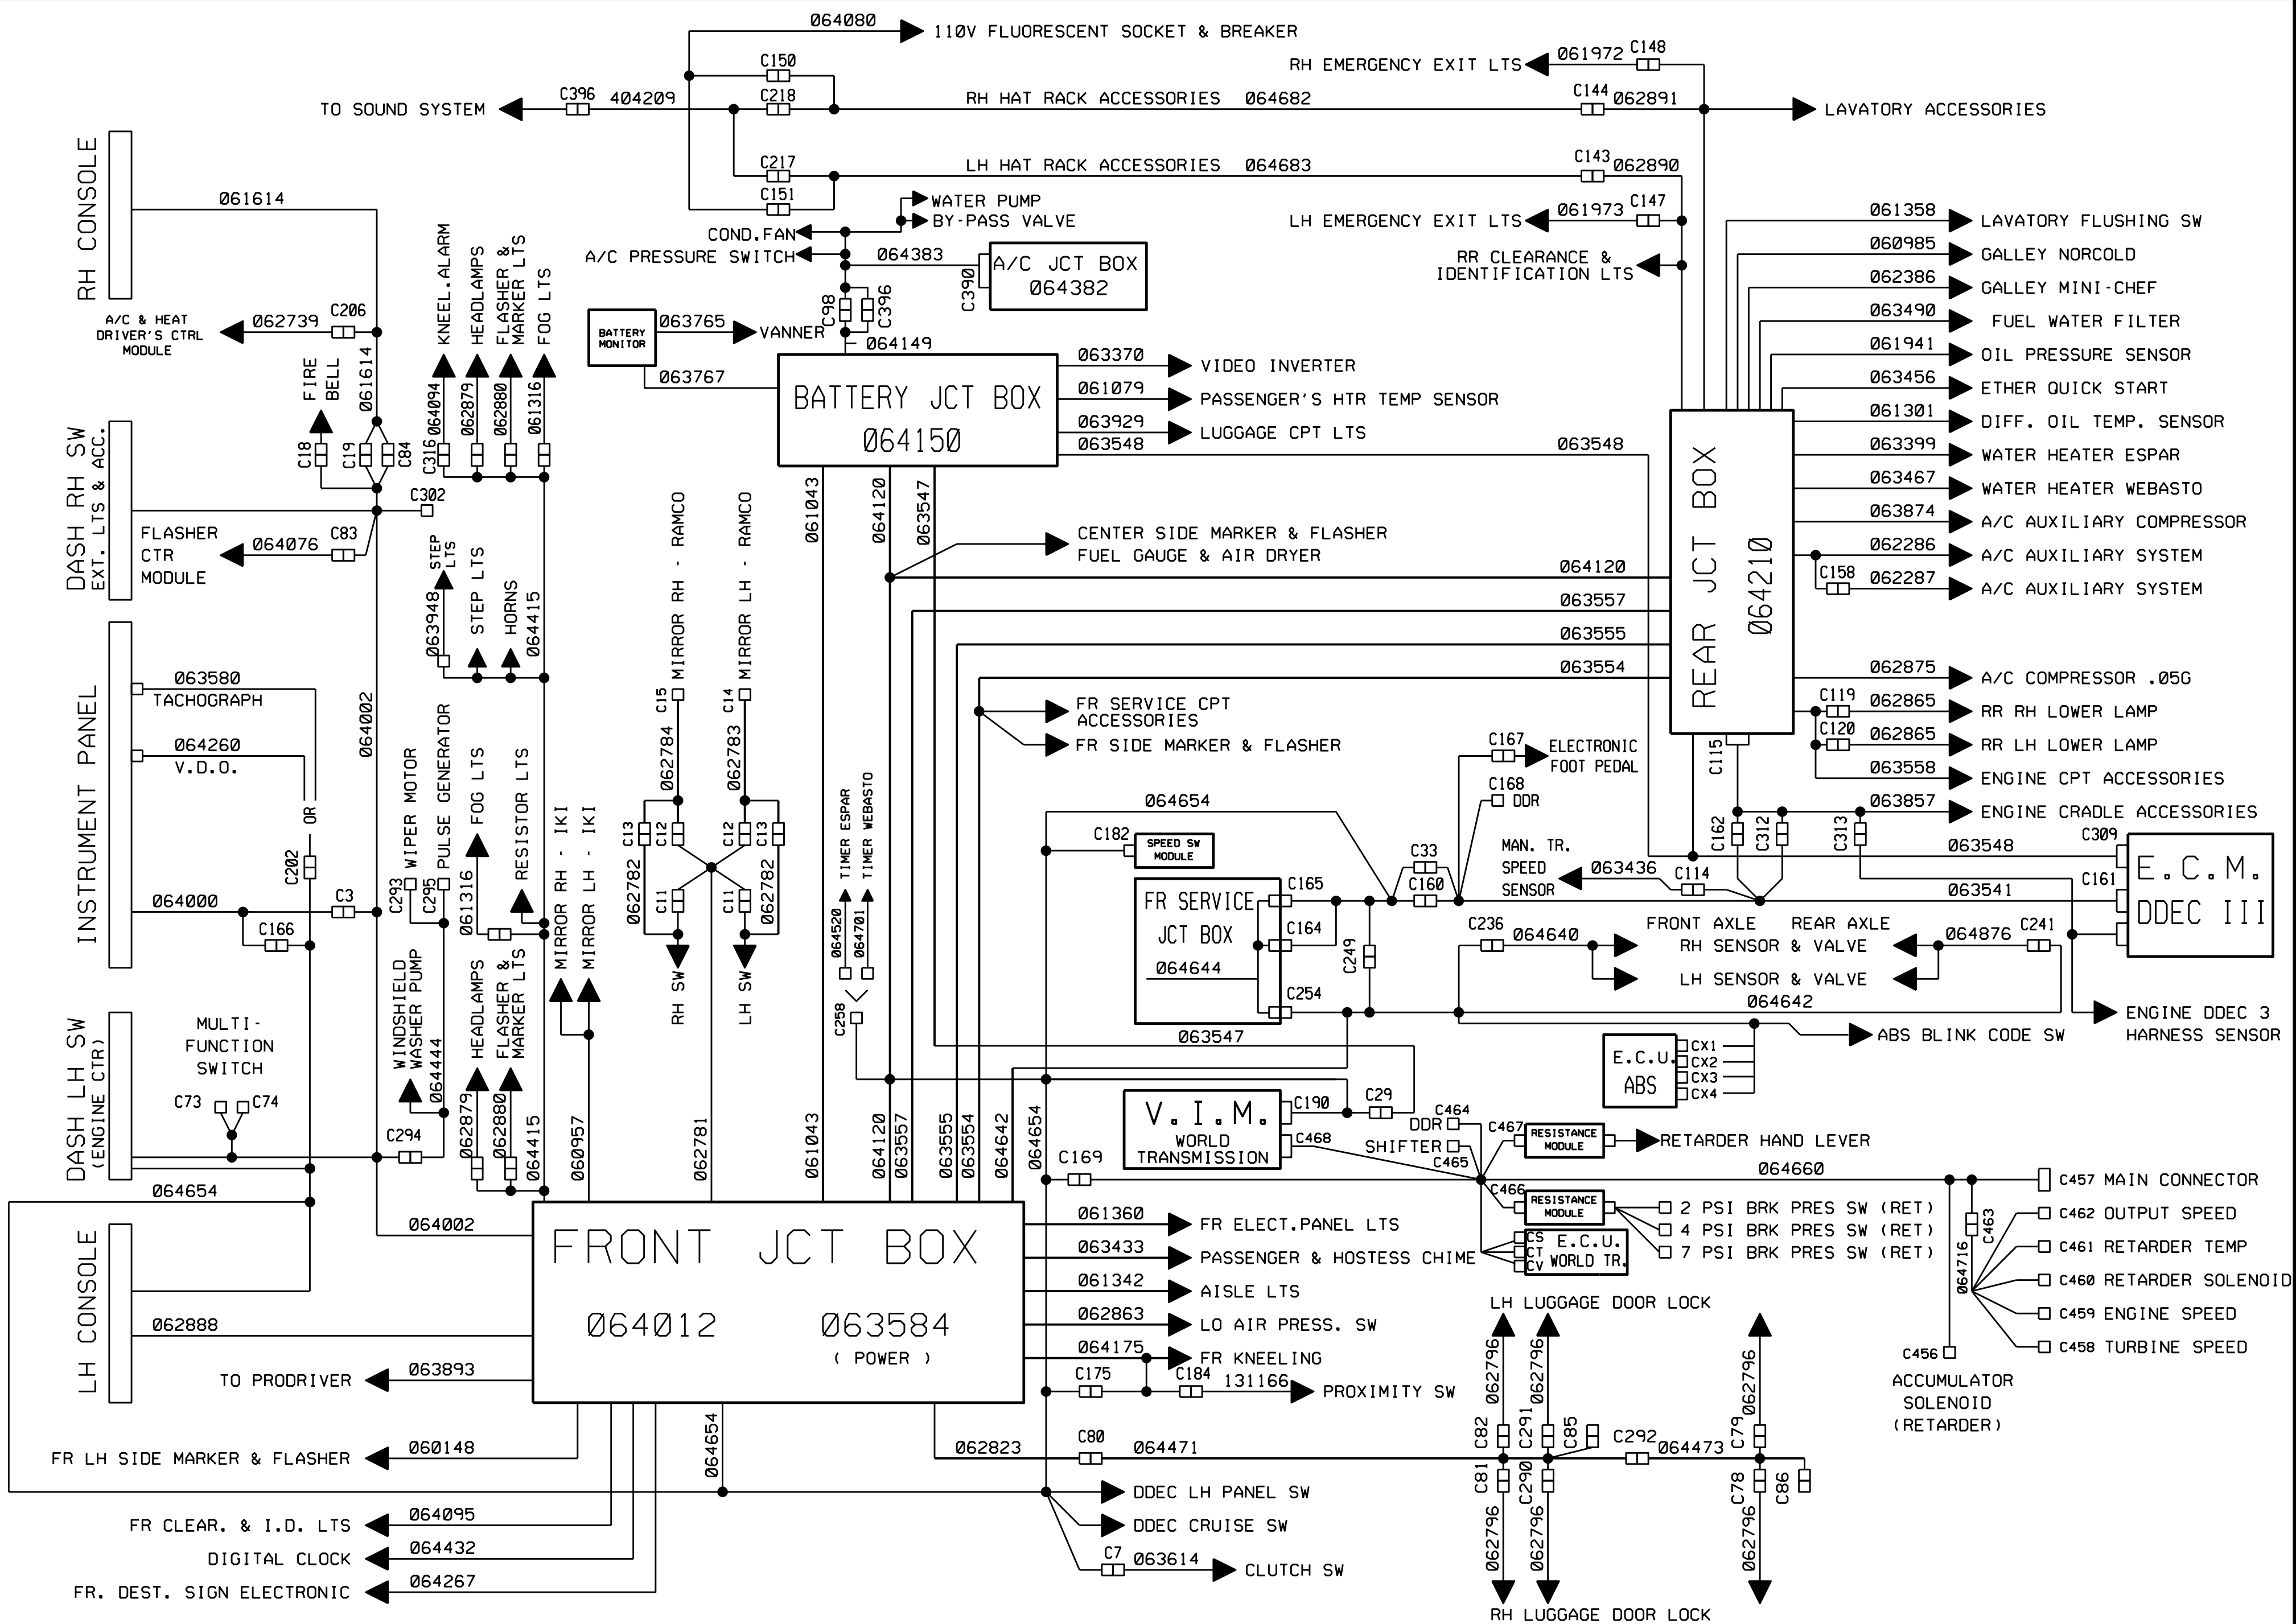 064080
110V FLUORESCENT SOCKET & BREAKER
C150
RH EMERGENCY EXIT LTS
061972
C148
TO SOUND SYSTEM
C396
404209
C218
RH HAT RACK ACCESSORIES 064682
C144
062891
LAVATORY ACCESSORIES
C217
LH HAT RACK ACCESSORIES 064683
C143
062890
C151
WATER PUMP
BY-PASS VALVE
COND.FAN
A/C PRESSURE SWITCH
064383
C390
A/C JCT BOX
064382
C98
C396
LH EMERGENCY EXIT LTS
061973
C147
RR CLEARANCE &
IDENTIFICATION LTS
BATTERY
MONITOR
063765
VANNER
063767
064149
BATTERY JCT BOX
064150
063370
VIDEO INVERTER
061079
PASSENGER'S HTR TEMP SENSOR
063929
LUGGAGE CPT LTS
063548
063548
RH CONSOLE
061614
A/C & HEAT
DRIVER'S CTRL
MODULE
062739
C206
061614
FIRE
BELL
C18
C19
C84
KNEEL.ALARM
HEADLAMPS
FLASHER &
MARKER LTS
FOG LTS
064094
062879
062880
061316
C316
DASH RH SW
EXT. LTS & ACC.
C302
FLASHER
CTR
MODULE
064076
C83
STEP
LTS
063948
STEP LTS
HORNS
064415
INSTRUMENT PANEL
063580
TACHOGRAPH
064260
V.D.O.
OR
C202
064002
064000
C3
C166
C293
WIPER MOTOR
C295
PULSE GENERATOR
061316
FOG LTS
RESISTOR LTS
MIRROR RH - IKI
MIRROR LH - IKI
WINDSHIELD
WASHER PUMP
HEADLAMPS
FLASHER &
MARKER LTS
064444
062879
062880
064415
060957
MIRROR RH - RAMCO
MIRROR LH - RAMCO
C15
C14
062784
062783
C13
C12
C12
C13
062782
C11
C11
062782
RH SW
LH SW
062781
TIMER ESPAR
TIMER WEBASTO
064520
064701
C258
061043
064120
063547
CENTER SIDE MARKER & FLASHER
FUEL GAUGE & AIR DRYER
064120
063557
063555
063554
FR SERVICE CPT
ACCESSORIES
FR SIDE MARKER & FLASHER
REAR JCT BOX
064210
061358
LAVATORY FLUSHING SW
060985
GALLEY NORCOLD
062386
GALLEY MINI-CHEF
063490
FUEL WATER FILTER
061941
OIL PRESSURE SENSOR
063456
ETHER QUICK START
061301
DIFF. OIL TEMP. SENSOR
063399
WATER HEATER ESPAR
063467
WATER HEATER WEBASTO
063874
A/C AUXILIARY COMPRESSOR
062286
A/C AUXILIARY SYSTEM
C158
062287
A/C AUXILIARY SYSTEM
062875
A/C COMPRESSOR .05G
C119
062865
RR RH LOWER LAMP
C120
062865
RR LH LOWER LAMP
063558
ENGINE CPT ACCESSORIES
063857
ENGINE CRADLE ACCESSORIES
C115
C162
C312
C313
C309
063548
C161
063541
E.C.M.
DDEC III
ENGINE DDEC 3
HARNESS SENSOR
064654
C182
SPEED SW
MODULE
C167
ELECTRONIC
FOOT PEDAL
C168
DDR
C33
C160
MAN. TR.
SPEED
SENSOR
063436
C114
FR SERVICE
JCT BOX
064644
C165
C164
C254
C249
C236
064640
FRONT AXLE REAR AXLE
RH SENSOR & VALVE
LH SENSOR & VALVE
064876
C241
064642
ABS BLINK CODE SW
063547
E.C.U.
ABS
CX1
CX2
CX3
CX4
V.I.M.
WORLD
TRANSMISSION
C190
C468
C29
C464
DDR
SHIFTER
C465
C467
RESISTANCE
MODULE
RETARDER HAND LEVER
C169
064660
C466
RESISTANCE
MODULE
2 PSI BRK PRES SW (RET)
4 PSI BRK PRES SW (RET)
7 PSI BRK PRES SW (RET)
CS
CT
CV
E.C.U.
WORLD TR.
C457 MAIN CONNECTOR
C462 OUTPUT SPEED
C461 RETARDER TEMP
C460 RETARDER SOLENOID
C459 ENGINE SPEED
C458 TURBINE SPEED
C463
064716
C456
ACCUMULATOR
SOLENOID
(RETARDER)
DASH LH SW
(ENGINE CTR)
MULTI-
FUNCTION
SWITCH
C73
C74
C294
064654
064002
LH CONSOLE
062888
TO PRODRIVER
063893
061043
064120
063557
063555
063554
064642
064654
FRONT JCT BOX
064012
063584
( POWER )
061360
FR ELECT.PANEL LTS
063433
PASSENGER & HOSTESS CHIME
061342
AISLE LTS
062863
LO AIR PRESS. SW
064175
FR KNEELING
C175
C184
131166
PROXIMITY SW
FR LH SIDE MARKER & FLASHER
060148
064654
062823
C80
064471
LH LUGGAGE DOOR LOCK
062796
062796
062796
C82
C291
C85
C292
064473
C79
C81
C290
C78
C86
062796
062796
062796
RH LUGGAGE DOOR LOCK
DDEC LH PANEL SW
FR CLEAR. & I.D. LTS
064095
DDEC CRUISE SW
DIGITAL CLOCK
064432
C7
063614
CLUTCH SW
FR. DEST. SIGN ELECTRONIC
064267